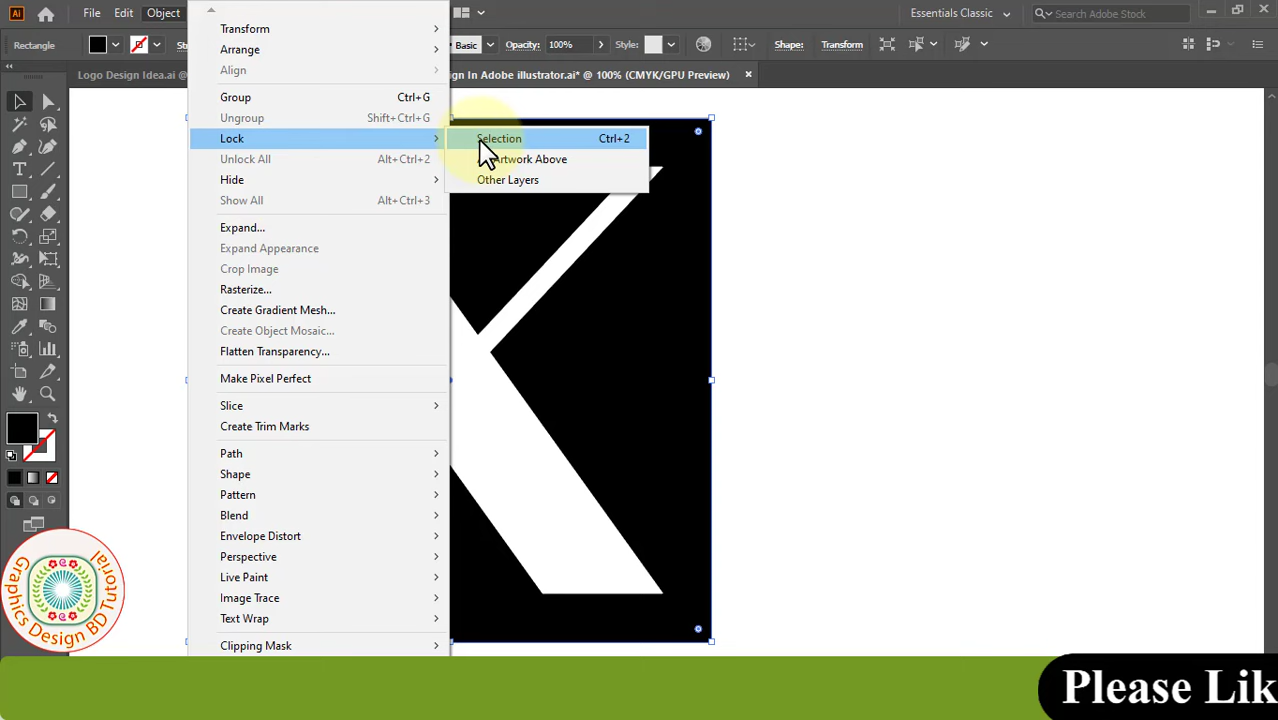 Ai File Edit Object Essentials Classic Search Adobe Stock
Rectangle Basic Opacity: 100% Style: Shape: Transform
Logo Design Idea.ai @ sign In Adobe illustrator.ai* @ 100% (CMYK/GPU Preview)
Transform
Arrange
Align
Group Ctrl+G
Ungroup Shift+Ctrl+G
Lock
Unlock All Alt+Ctrl+2
Hide
Show All Alt+Ctrl+3
Expand...
Expand Appearance
Crop Image
Rasterize...
Create Gradient Mesh...
Create Object Mosaic...
Flatten Transparency...
Make Pixel Perfect
Slice
Create Trim Marks
Path
Shape
Pattern
Blend
Envelope Distort
Perspective
Live Paint
Image Trace
Text Wrap
Clipping Mask
Selection Ctrl+2
Artwork Above
Other Layers
Graphics Design BD Tutorial
Please Lik